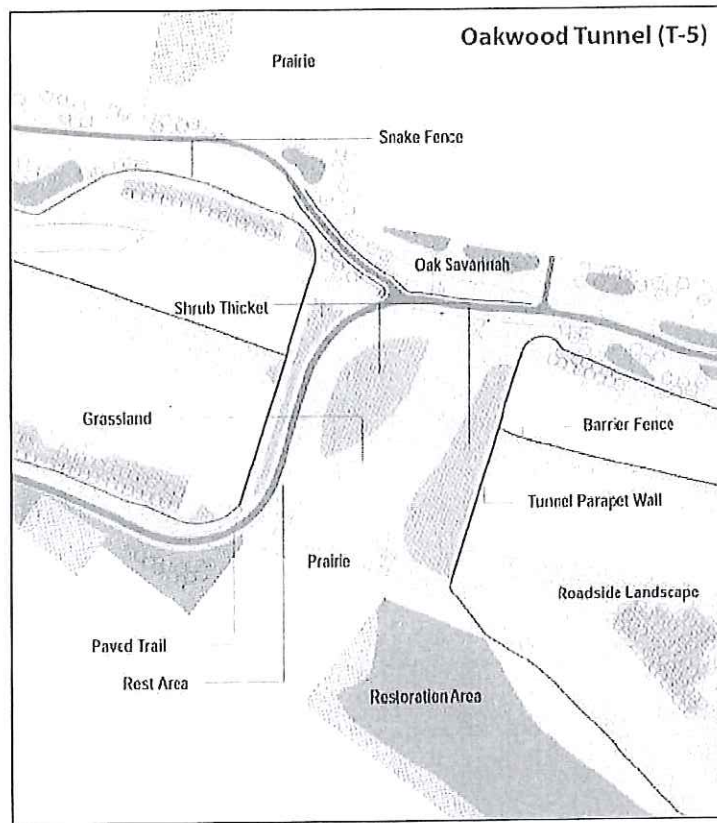 Oakwood Tunnel (T-5)
Prairie
Snake Fence
Oak Savannah
Shrub Thicket
Grassland
Barrier Fence
Tunnel Parapet Wall
Prairie
Roadside Landscape
Paved Trail
Rest Area
Restoration Area